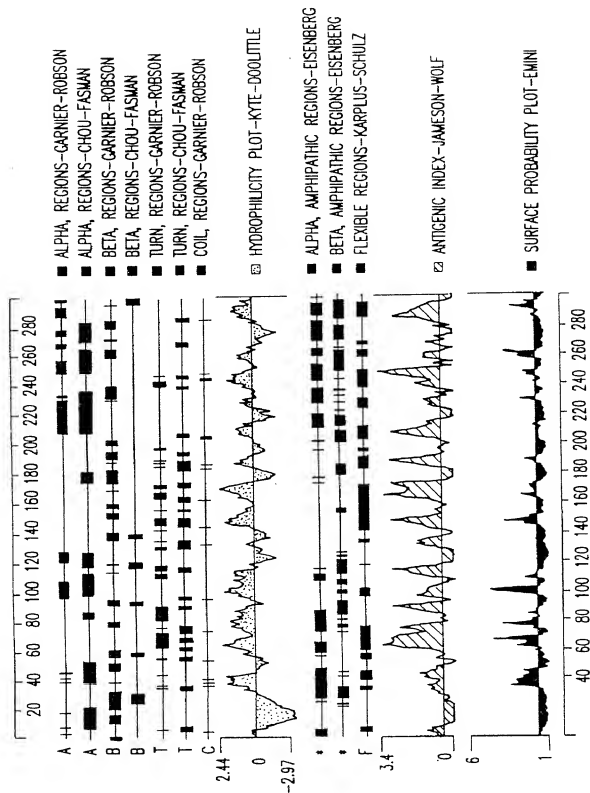 20 40 60 80 100 120 140 160 180 200 220 240 260 280
A ■ ALPHA, REGIONS-GARNIER-ROBSON
A ■ ALPHA, REGIONS-CHOU-FASMAN
B ■ BETA, REGIONS-GARNIER-ROBSON
B ■ BETA, REGIONS-CHOU-FASMAN
T ■ TURN, REGIONS-GARNIER-ROBSON
T ■ TURN, REGIONS-CHOU-FASMAN
C ■ COIL, REGIONS-GARNIER-ROBSON
2.44
0
-2.97
HYDROPHILICITY PLOT-KYTE-DOOLITTLE
* ■ ALPHA, AMPHIPATHIC REGIONS-EISENBERG
* ■ BETA, AMPHIPATHIC REGIONS-EISENBERG
F ■ FLEXIBLE REGIONS-KARPLUS-SCHULZ
3.4
0
ANTIGENIC INDEX-JAMESON-WOLF
6
1
■ SURFACE PROBABILITY PLOT-EMINI
40 60 80 100 120 140 160 180 200 220 240 260 280